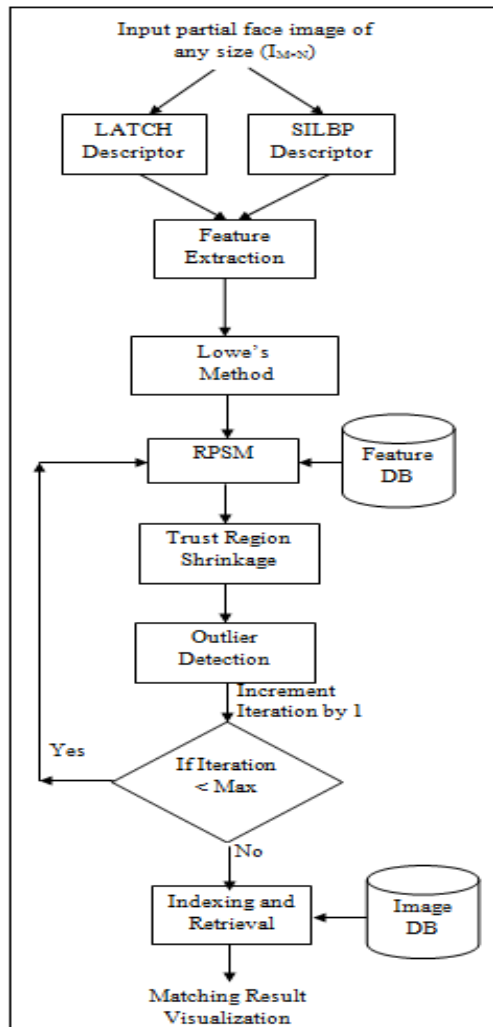 Input partial face image of
any size (I_M*N)
LATCH
Descriptor
SILBP
Descriptor
Feature
Extraction
Lowe's
Method
RPSM
Feature
DB
Trust Region
Shrinkage
Outlier
Detection
Increment
Iteration by 1
Yes
If Iteration
< Max
No
Indexing and
Retrieval
Image
DB
Matching Result
Visualization